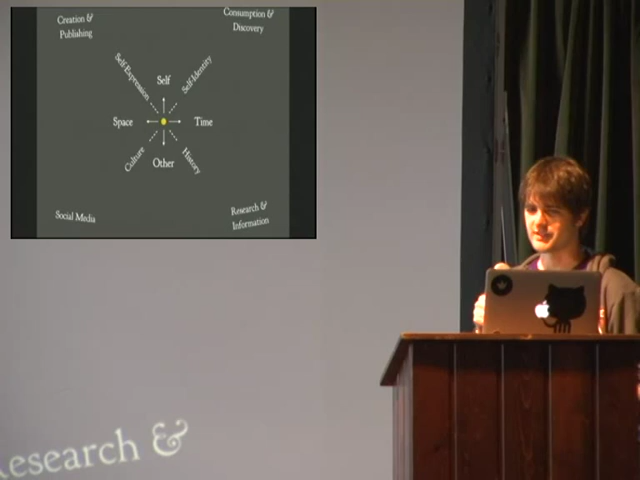 Creation &
Publishing
Consumption &
Discovery
Self Expression
Self-Identity
Self
Space
Time
Other
Culture
History
Social Media
Research &
Information
Research &